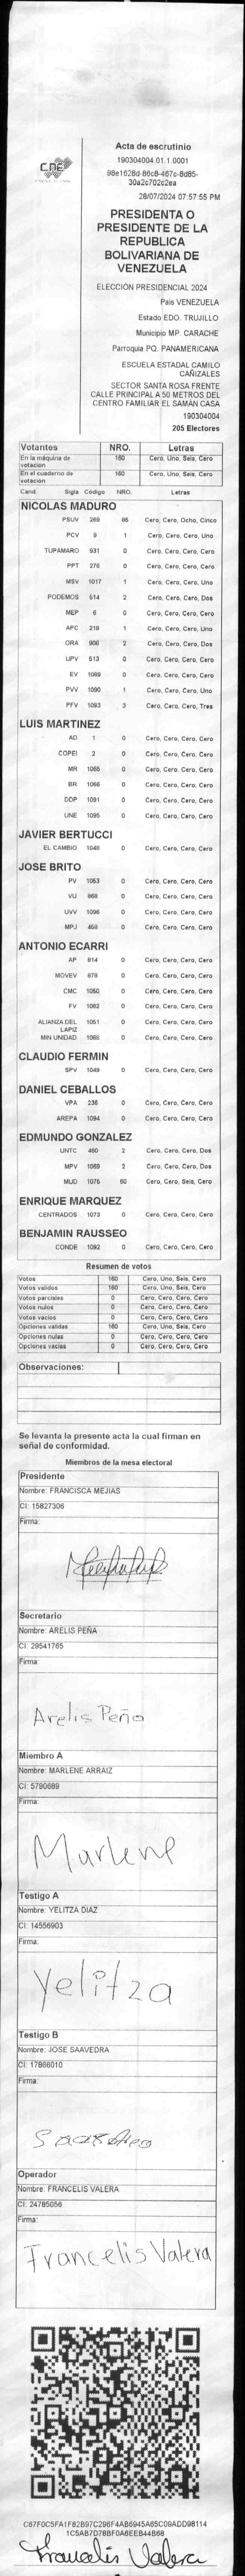 CNE
Acta de escrutinio
190304004.01.1.0001
98e1628d-86c8-467c-8d85-
30a2c702c2ea
28/07/2024 07:57:55 PM
PRESIDENTA O
PRESIDENTE DE LA
REPUBLICA
BOLIVARIANA DE
VENEZUELA
ELECCIÓN PRESIDENCIAL 2024
País VENEZUELA
Estado EDO. TRUJILLO
Municipio MP. CARACHE
Parroquia PQ. PANAMERICANA
ESCUELA ESTADAL CAMILO
CAÑIZALES
SECTOR SANTA ROSA FRENTE
CALLE PRINCIPAL A 50 METROS DEL
CENTRO FAMILIAR EL SAMÁN CASA
190304004
205 Electores
Votantes NRO. Letras
En la máquina de votación 160 Cero, Uno, Seis, Cero
En el cuaderno de votación 160 Cero, Uno, Seis, Cero
Cand. Sigla Código NRO. Letras
NICOLAS MADURO
PSUV 269 85 Cero, Cero, Ocho, Cinco
PCV 9 1 Cero, Cero, Cero, Uno
TUPAMARO 931 0 Cero, Cero, Cero, Cero
PPT 276 0 Cero, Cero, Cero, Cero
MSV 1017 1 Cero, Cero, Cero, Uno
PODEMOS 614 2 Cero, Cero, Cero, Dos
MEP 6 0 Cero, Cero, Cero, Cero
APC 219 1 Cero, Cero, Cero, Uno
ORA 906 2 Cero, Cero, Cero, Dos
UPV 513 0 Cero, Cero, Cero, Cero
EV 1089 0 Cero, Cero, Cero, Cero
PVV 1090 1 Cero, Cero, Cero, Uno
PFV 1093 3 Cero, Cero, Cero, Tres
LUIS MARTINEZ
AD 1 0 Cero, Cero, Cero, Cero
COPEI 2 0 Cero, Cero, Cero, Cero
MR 1065 0 Cero, Cero, Cero, Cero
BR 1066 0 Cero, Cero, Cero, Cero
DDP 1091 0 Cero, Cero, Cero, Cero
UNE 1095 0 Cero, Cero, Cero, Cero
JAVIER BERTUCCI
EL CAMBIO 1048 0 Cero, Cero, Cero, Cero
JOSE BRITO
PV 1053 0 Cero, Cero, Cero, Cero
VU 868 0 Cero, Cero, Cero, Cero
UVV 1096 0 Cero, Cero, Cero, Cero
MPJ 458 0 Cero, Cero, Cero, Cero
ANTONIO ECARRI
AP 814 0 Cero, Cero, Cero, Cero
MOVEV 878 0 Cero, Cero, Cero, Cero
CMC 1050 0 Cero, Cero, Cero, Cero
FV 1062 0 Cero, Cero, Cero, Cero
ALIANZA DEL LAPIZ 1051 0 Cero, Cero, Cero, Cero
MIN UNIDAD 1068 0 Cero, Cero, Cero, Cero
CLAUDIO FERMIN
SPV 1049 0 Cero, Cero, Cero, Cero
DANIEL CEBALLOS
VPA 236 0 Cero, Cero, Cero, Cero
AREPA 1094 0 Cero, Cero, Cero, Cero
EDMUNDO GONZALEZ
UNTC 460 2 Cero, Cero, Cero, Dos
MPV 1069 2 Cero, Cero, Cero, Dos
MUD 1075 60 Cero, Cero, Seis, Cero
ENRIQUE MARQUEZ
CENTRADOS 1073 0 Cero, Cero, Cero, Cero
BENJAMIN RAUSSEO
CONDE 1092 0 Cero, Cero, Cero, Cero
Resumen de votos
Votos 160 Cero, Uno, Seis, Cero
Votos validos 160 Cero, Uno, Seis, Cero
Votos parciales 0 Cero, Cero, Cero, Cero
Votos nulos 0 Cero, Cero, Cero, Cero
Votos vacíos 0 Cero, Cero, Cero, Cero
Opciones validas 160 Cero, Uno, Seis, Cero
Opciones nulas 0 Cero, Cero, Cero, Cero
Opciones vacías 0 Cero, Cero, Cero, Cero
Observaciones:
Se levanta la presente acta la cual firman en
señal de conformidad.
Miembros de la mesa electoral
Presidente
Nombre: FRANCISCA MEJIAS
CI: 15827306
Firma:
Secretario
Nombre: ARELIS PEÑA
CI: 29541765
Firma:
Arelis Peña
Miembro A
Nombre: MARLENE ARRAIZ
CI: 5790689
Firma:
Marlene
Testigo A
Nombre: YELITZA DIAZ
CI: 14556903
Firma:
Yelitza
Testigo B
Nombre: JOSE SAAVEDRA
CI: 17866010
Firma:
Operador
Nombre: FRANCELIS VALERA
CI: 24785056
Firma:
Francelis Valera
C67F0C5FA1F82B97C296F4AB6945A65C09ADD98114
1C5AB7D78BF0A6EEB44B68
Francelis Valera